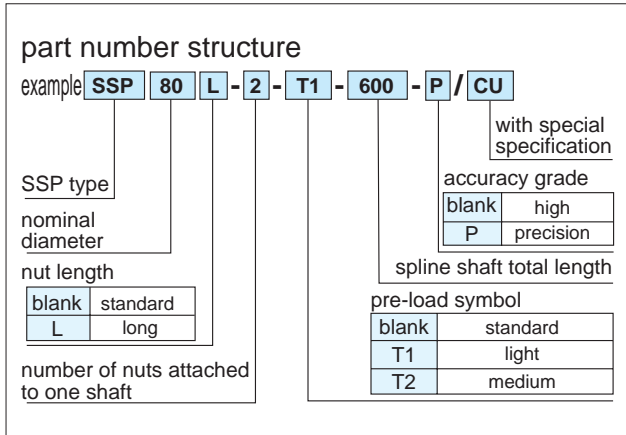 part number structure
example SSP 80 L - 2 - T1 - 600 - P / CU
with special
specification
SSP type
accuracy grade
blank high
P precision
nominal
diameter
spline shaft total length
nut length
blank standard
L long
pre-load symbol
blank standard
T1 light
T2 medium
number of nuts attached
to one shaft